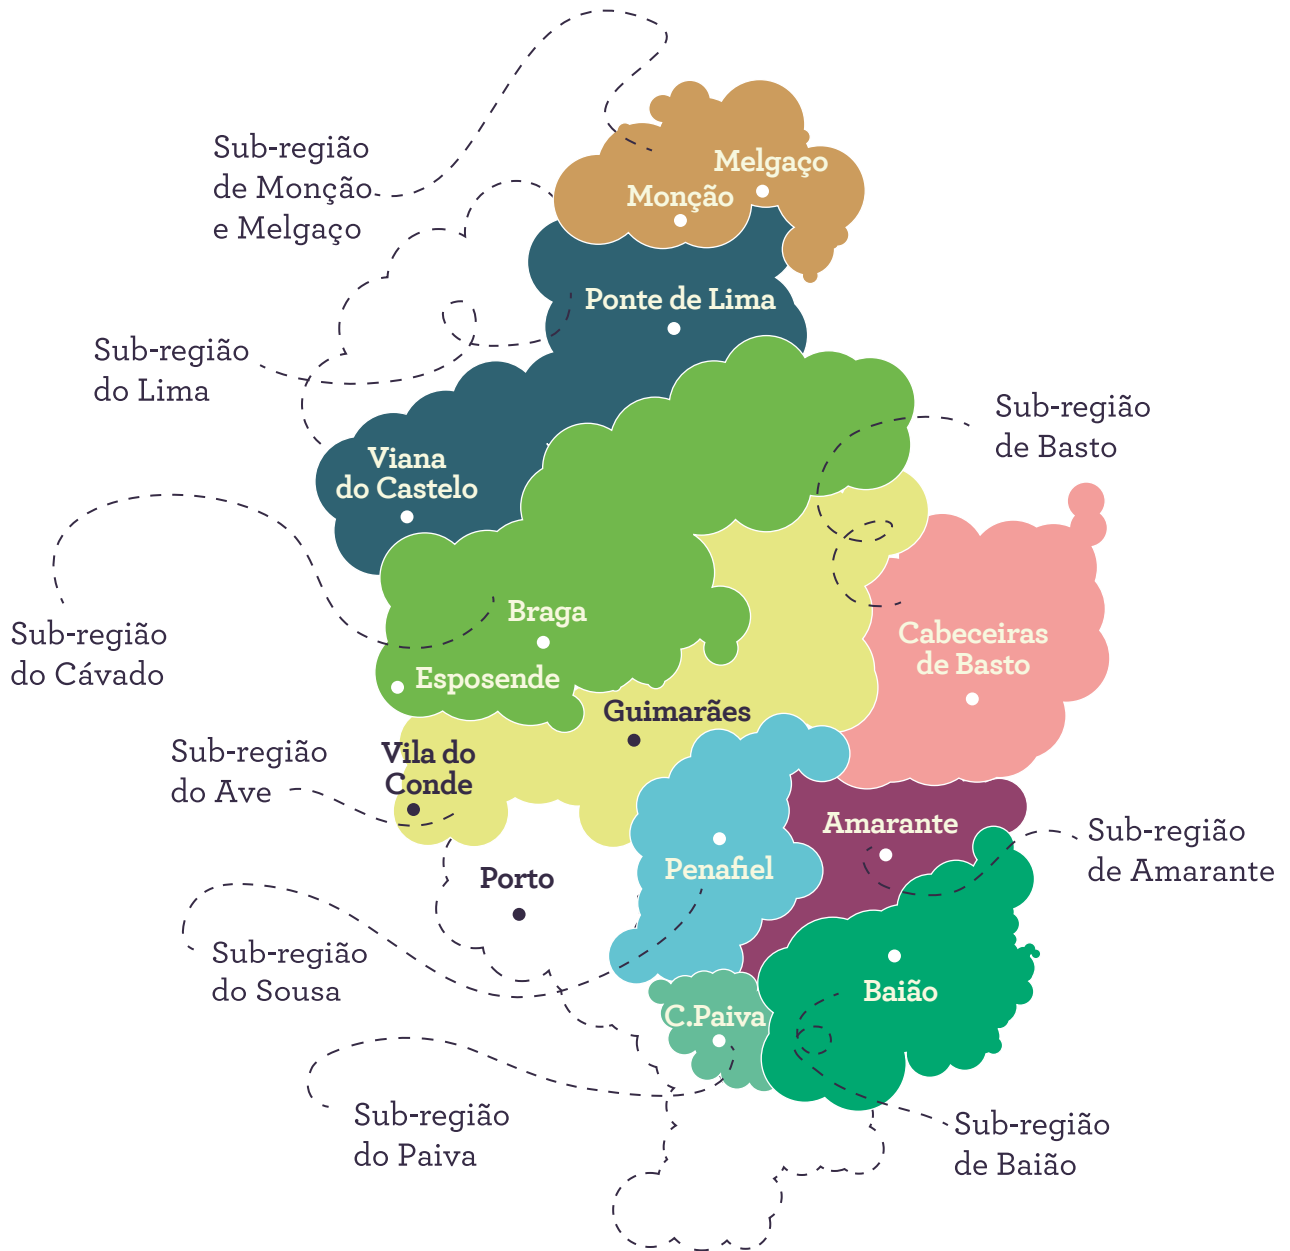 Sub-região
de Monção
e Melgaço
Melgaço
Monção
Ponte de Lima
Sub-região
do Lima
Sub-região
de Basto
Viana
do Castelo
Braga
Sub-região
do Cávado
Cabeceiras
de Basto
Esposende
Guimarães
Sub-região
do Ave
Vila do
Conde
Amarante
Sub-região
de Amarante
Penafiel
Porto
Sub-região
do Sousa
Baião
C.Paiva
Sub-região
do Paiva
Sub-região
de Baião